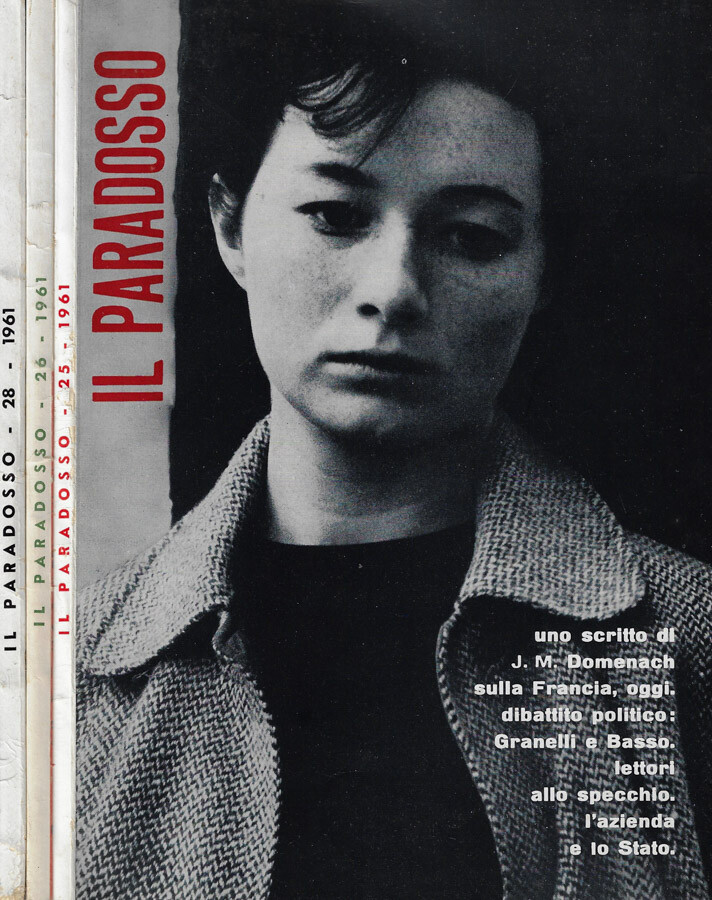 IL PARADOSSO - 28 - 1961
IL PARADOSSO - 26 - 1961
IL PARADOSSO - 25 - 1961
IL PARADOSSO
uno scritto di
J. M. Domenach
sulla Francia, oggi.
dibattito politico:
Granelli e Basso.
lettori
allo specchio.
l'azienda
e lo Stato.